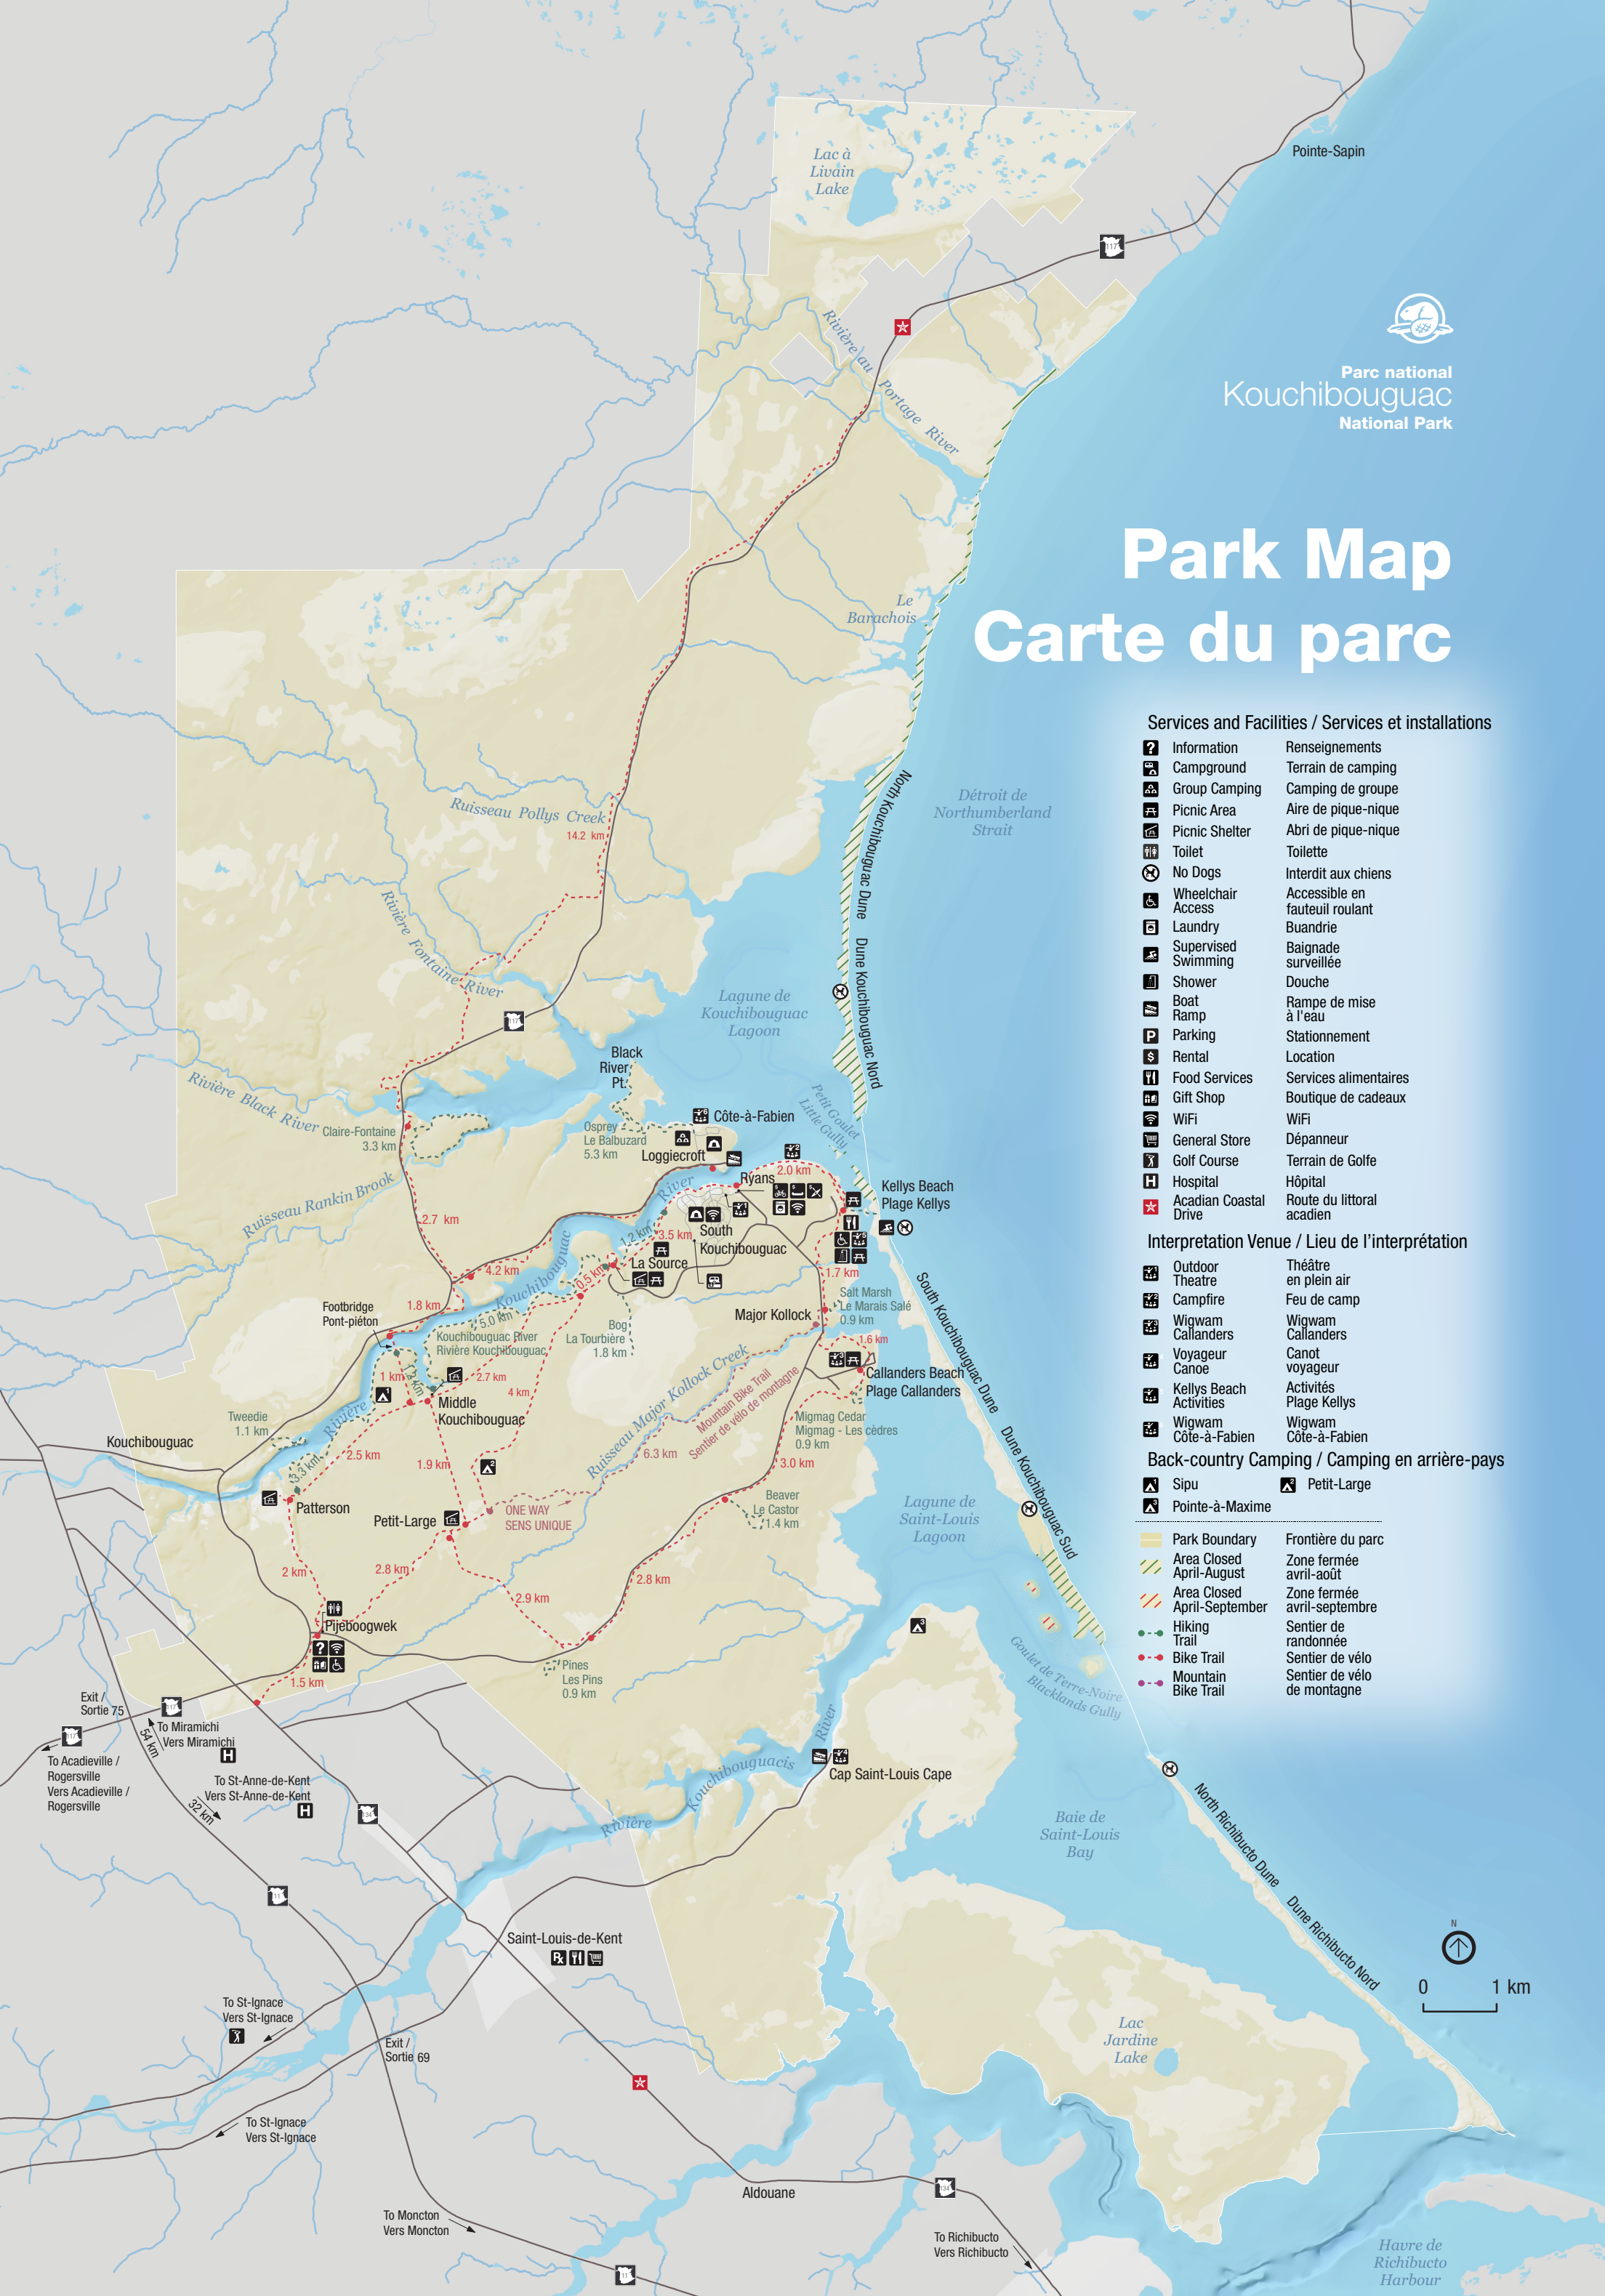 Pointe-Sapin
Lac à
Livain
Lake
117
Rivière au Portage River
Parc national
Kouchibouguac
National Park
Park Map
Carte du parc
Le
Barachois
Détroit de
Northumberland
Strait
North Kouchibouguac Dune
Dune Kouchibouguac Nord
Ruisseau Pollys Creek
14.2 km
Rivière Fontaine River
117
Lagune de
Kouchibouguac
Lagoon
Petit Goulet
Little Gully
Black
River
Pt.
Rivière Black River
Claire-Fontaine
3.3 km
Osprey
Le Balbuzard
5.3 km
Côte-à-Fabien
Loggiecroft
Ruisseau Rankin Brook
2.7 km
4.2 km
1.8 km
Rivière Kouchibouguac River
Ryans
2.0 km
Kellys Beach
Plage Kellys
South
Kouchibouguac
1.2 km
3.5 km
0.5 km
La Source
1.7 km
Salt Marsh
Le Marais Salé
0.9 km
Major Kollock
1.6 km
Callanders Beach
Plage Callanders
Migmag Cedar
Migmag - Les cèdres
0.9 km
3.0 km
Footbridge
Pont-piéton
5.0 km
Kouchibouguac River
Rivière Kouchibouguac
Bog
La Tourbière
1.8 km
1 km
1.2 km
2.7 km
4 km
Middle
Kouchibouguac
Ruisseau Major Kollock Creek
Mountain Bike Trail
Sentier de vélo de montagne
6.3 km
ONE WAY
SENS UNIQUE
Tweedie
1.1 km
Kouchibouguac
3.3 km
2.5 km
1.9 km
Patterson
Petit-Large
Beaver
Le Castor
1.4 km
2 km
2.8 km
2.9 km
2.8 km
Pijeboogwek
1.5 km
Pines
Les Pins
0.9 km
South Kouchibouguac Dune
Dune Kouchibouguac Sud
Lagune de
Saint-Louis
Lagoon
Goulet de Terre-Noire
Blacklands Gully
Exit /
Sortie 75
117
117
To Miramichi
Vers Miramichi
54 km
H
To Acadieville /
Rogersville
Vers Acadieville /
Rogersville
To St-Anne-de-Kent
Vers St-Anne-de-Kent
H
32 km
134
11
Rivière Kouchibouguacis River
Cap Saint-Louis Cape
Baie de
Saint-Louis
Bay
North Richibucto Dune
Dune Richibucto Nord
Saint-Louis-de-Kent
To St-Ignace
Vers St-Ignace
Exit /
Sortie 69
To St-Ignace
Vers St-Ignace
Lac
Jardine
Lake
Aldouane
134
To Moncton
Vers Moncton
11
To Richibucto
Vers Richibucto
Havre de
Richibucto
Harbour
N
0 1 km
Services and Facilities / Services et installations
? Information Renseignements
Campground Terrain de camping
Group Camping Camping de groupe
Picnic Area Aire de pique-nique
Picnic Shelter Abri de pique-nique
Toilet Toilette
No Dogs Interdit aux chiens
Wheelchair Access Accessible en fauteuil roulant
Laundry Buandrie
Supervised Swimming Baignade surveillée
Shower Douche
Boat Ramp Rampe de mise à l'eau
P Parking Stationnement
$ Rental Location
Food Services Services alimentaires
Gift Shop Boutique de cadeaux
WiFi WiFi
General Store Dépanneur
Golf Course Terrain de Golfe
H Hospital Hôpital
Acadian Coastal Drive Route du littoral acadien
Interpretation Venue / Lieu de l'interprétation
Outdoor Theatre Théâtre en plein air
Campfire Feu de camp
Wigwam Callanders Wigwam Callanders
Voyageur Canoe Canot voyageur
Kellys Beach Activities Activités Plage Kellys
Wigwam Côte-à-Fabien Wigwam Côte-à-Fabien
Back-country Camping / Camping en arrière-pays
Sipu
Petit-Large
Pointe-à-Maxime
Park Boundary Frontière du parc
Area Closed April-August Zone fermée avril-août
Area Closed April-September Zone fermée avril-septembre
Hiking Trail Sentier de randonnée
Bike Trail Sentier de vélo
Mountain Bike Trail Sentier de vélo de montagne